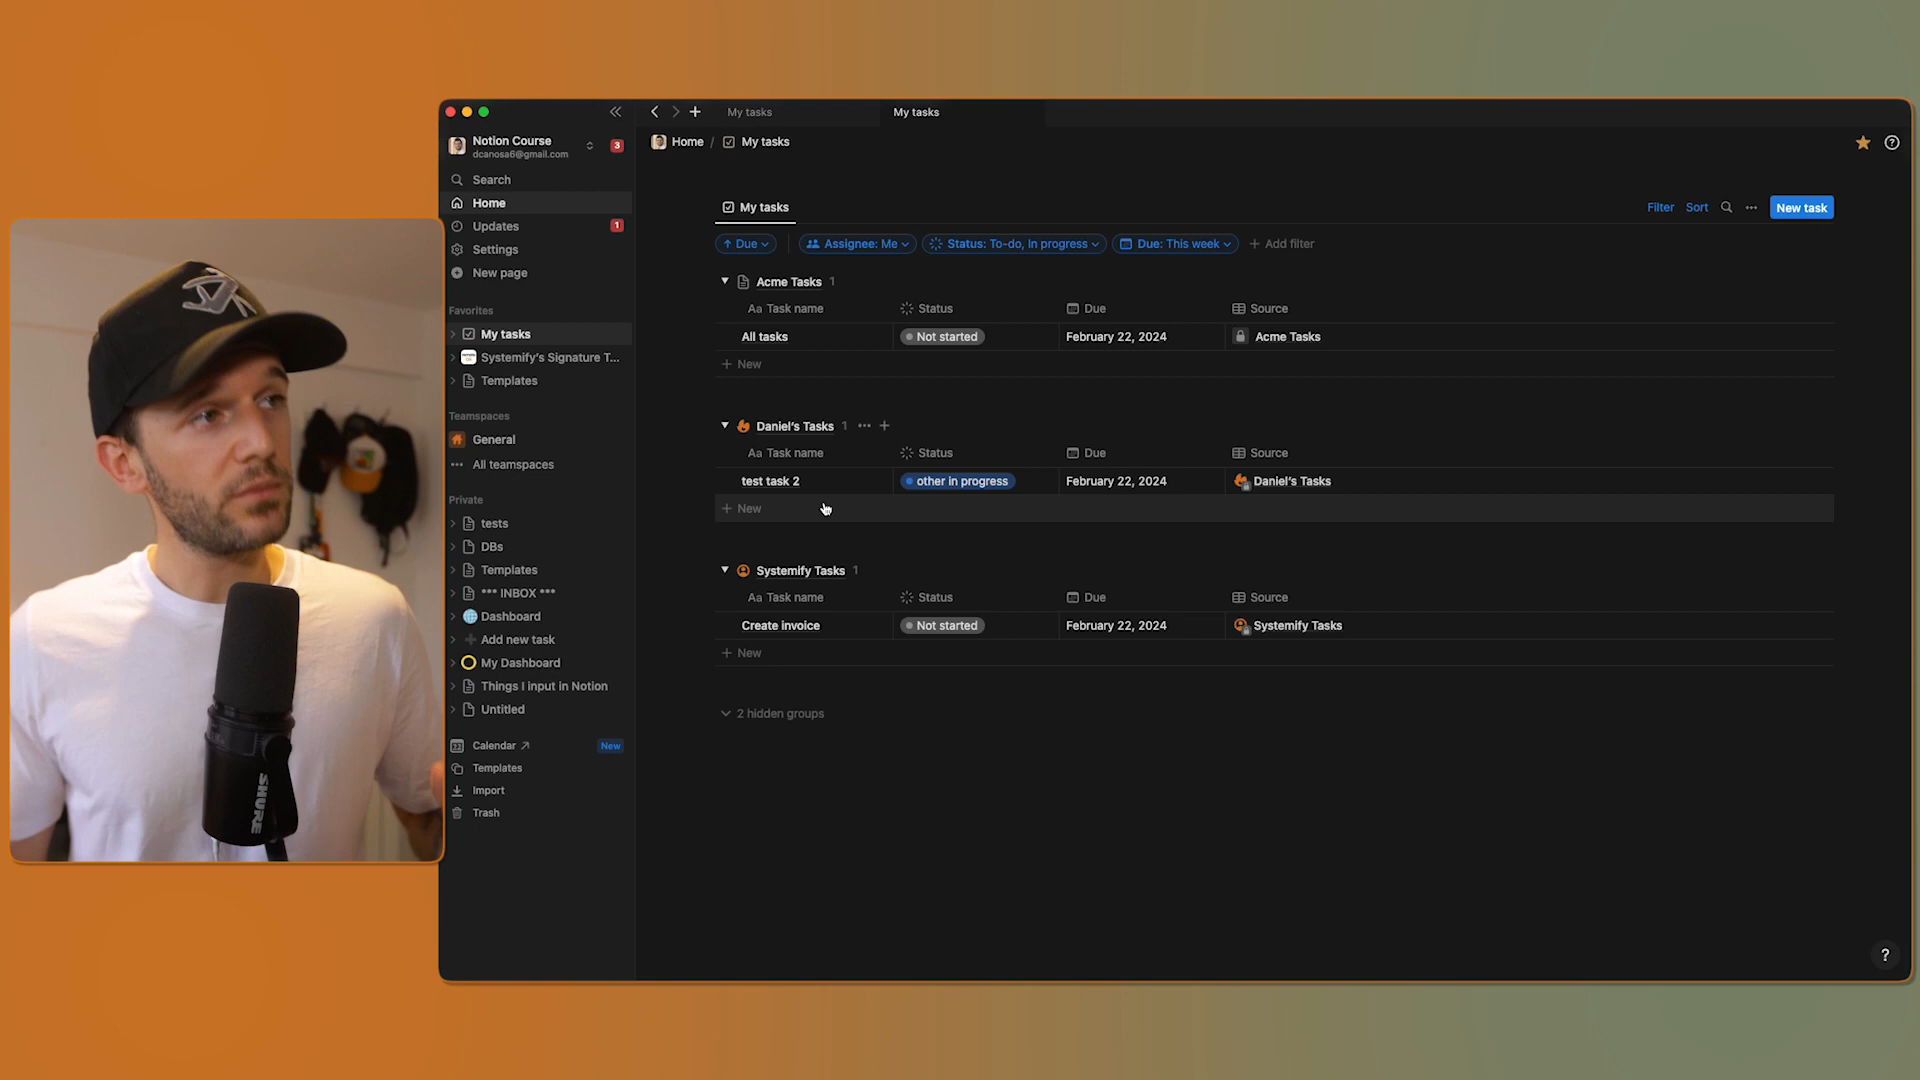 My tasks
My tasks
Notion Course
dcanosa6@gmail.com
3
Search
Home
Updates
1
Settings
New page
Favorites
My tasks
Systemify's Signature T...
Templates
Teamspaces
General
All teamspaces
Private
tests
DBs
Templates
*** INBOX ***
Dashboard
Add new task
My Dashboard
Things I input in Notion
Untitled
Calendar ↗
New
Templates
Import
Trash
Home / My tasks
My tasks
Filter Sort ... New task
↑ Due
Assignee: Me
Status: To-do, In progress
Due: This week
+ Add filter
Acme Tasks 1
Aa Task name Status Due Source
All tasks Not started February 22, 2024 Acme Tasks
+ New
Daniel's Tasks 1 ... +
Aa Task name Status Due Source
test task 2 other in progress February 22, 2024 Daniel's Tasks
+ New
Systemify Tasks 1
Aa Task name Status Due Source
Create invoice Not started February 22, 2024 Systemify Tasks
+ New
2 hidden groups
?
SHURE